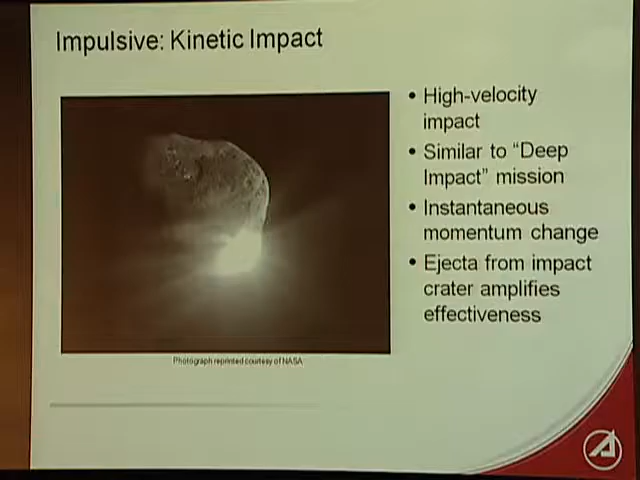 Impulsive: Kinetic Impact
• High-velocity
impact
• Similar to “Deep
Impact” mission
• Instantaneous
momentum change
• Ejecta from impact
crater amplifies
effectiveness
Photograph reprinted courtesy of NASA